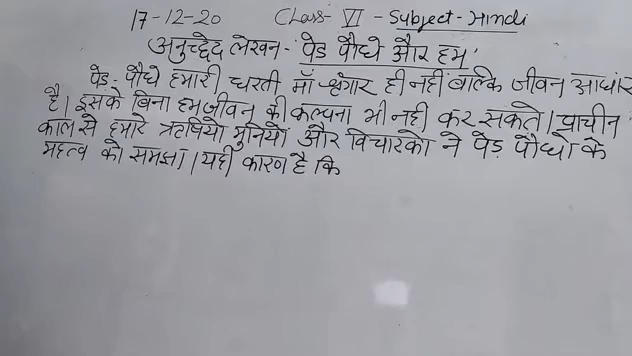 17-12-20 Class- VI - Subject- Hindi
अनुच्छेद लेखन- पेड़ पौधे और हम
पेड़- पौधे हमारी धरती माँ श्रृंगार ही नहीं बल्कि जीवन आधार
है। इसके बिना हम जीवन की कल्पना भी नही कर सकते। प्राचीन
काल से हमारे ऋषियो मुनियों और विचारको ने पेड़ पौधो के
महत्व को समझा। यही कारण है कि